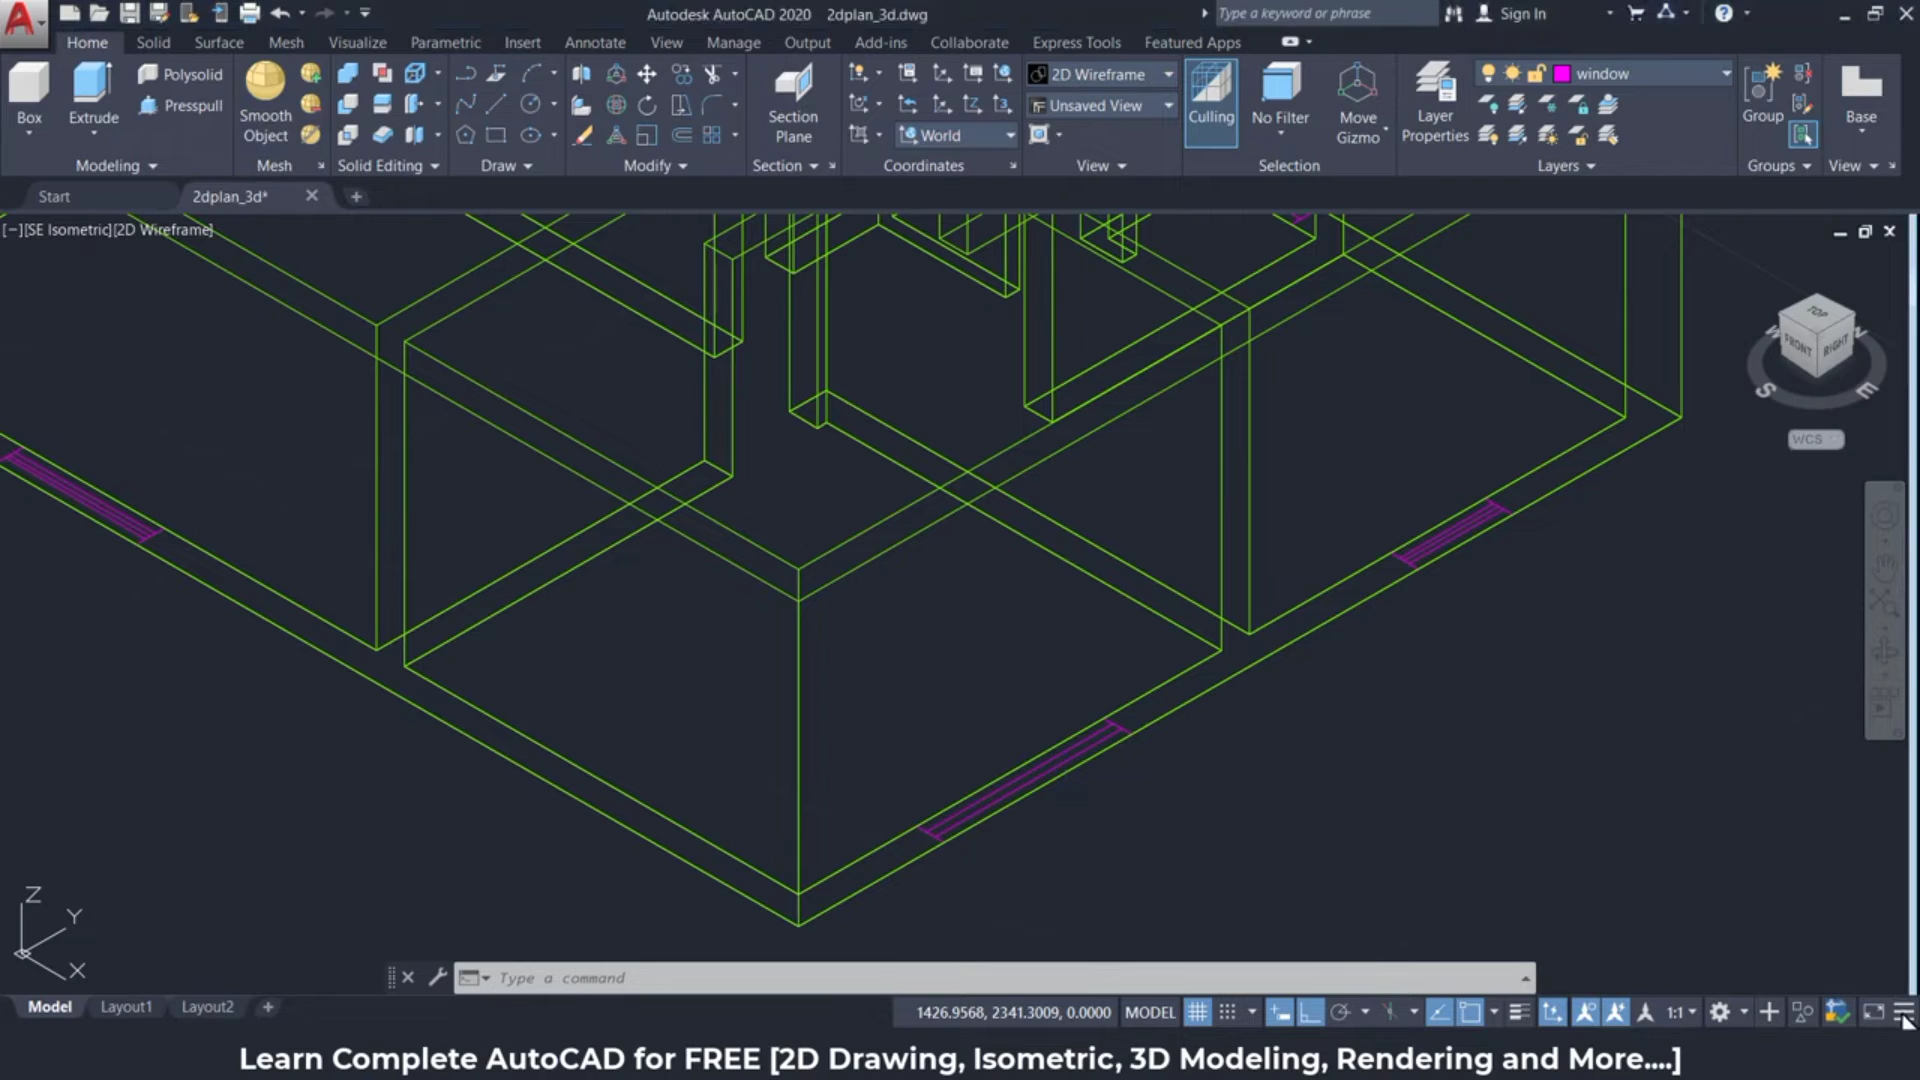 Autodesk AutoCAD 2020 2dplan_3d.dwg
Type a keyword or phrase
Sign In
Home Solid Surface Mesh Visualize Parametric Insert Annotate View Manage Output Add-ins Collaborate Express Tools Featured Apps
Box
Extrude
Polysolid
Presspull
Smooth
Object
Section
Plane
World
2D Wireframe
Unsaved View
Culling
No Filter
Move
Gizmo
Layer
Properties
window
Group
Base
Modeling Mesh Solid Editing Draw Modify Section Coordinates View Selection Layers Groups View
Start 2dplan_3d*
[−][SE Isometric][2D Wireframe]
TOP
FRONT RIGHT
W N
S E
WCS
Z
Y
X
Type a command
Model Layout1 Layout2
1426.9568, 2341.3009, 0.0000 MODEL 1:1
Learn Complete AutoCAD for FREE [2D Drawing, Isometric, 3D Modeling, Rendering and More....]